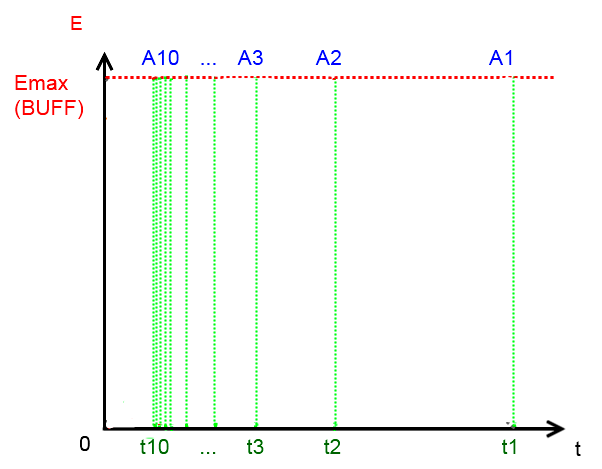 E
A10 ... A3 A2 A1
Emax
(BUFF)
0 t10 ... t3 t2 t1 t